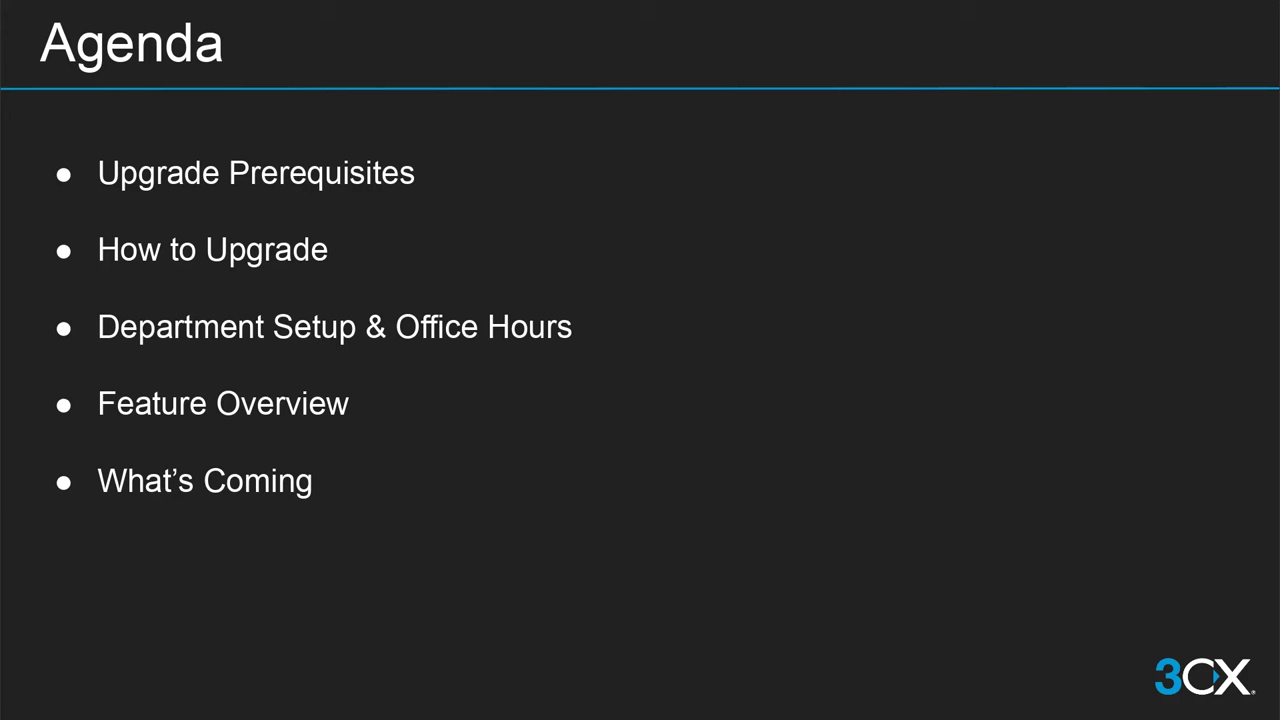 Agenda
● Upgrade Prerequisites
● How to Upgrade
● Department Setup & Office Hours
● Feature Overview
● What’s Coming
3CX®